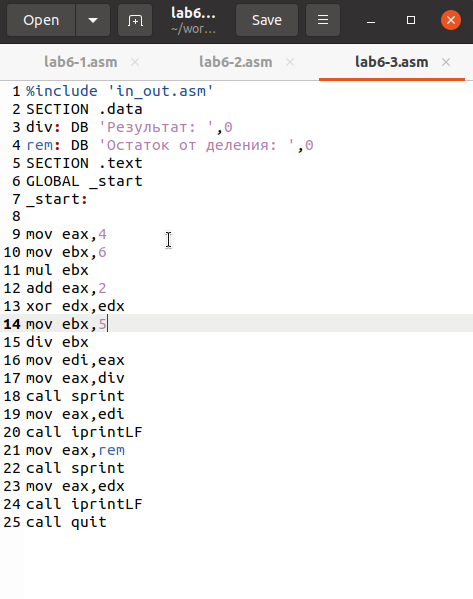 Open
lab6...
~/wor...
Save
lab6-1.asm
lab6-2.asm
lab6-3.asm
1 %include 'in_out.asm'
2 SECTION .data
3 div: DB 'Результат: ',0
4 rem: DB 'Остаток от деления: ',0
5 SECTION .text
6 GLOBAL _start
7 _start:
8
9 mov eax,4
10 mov ebx,6
11 mul ebx
12 add eax,2
13 xor edx,edx
14 mov ebx,5
15 div ebx
16 mov edi,eax
17 mov eax,div
18 call sprint
19 mov eax,edi
20 call iprintLF
21 mov eax,rem
22 call sprint
23 mov eax,edx
24 call iprintLF
25 call quit